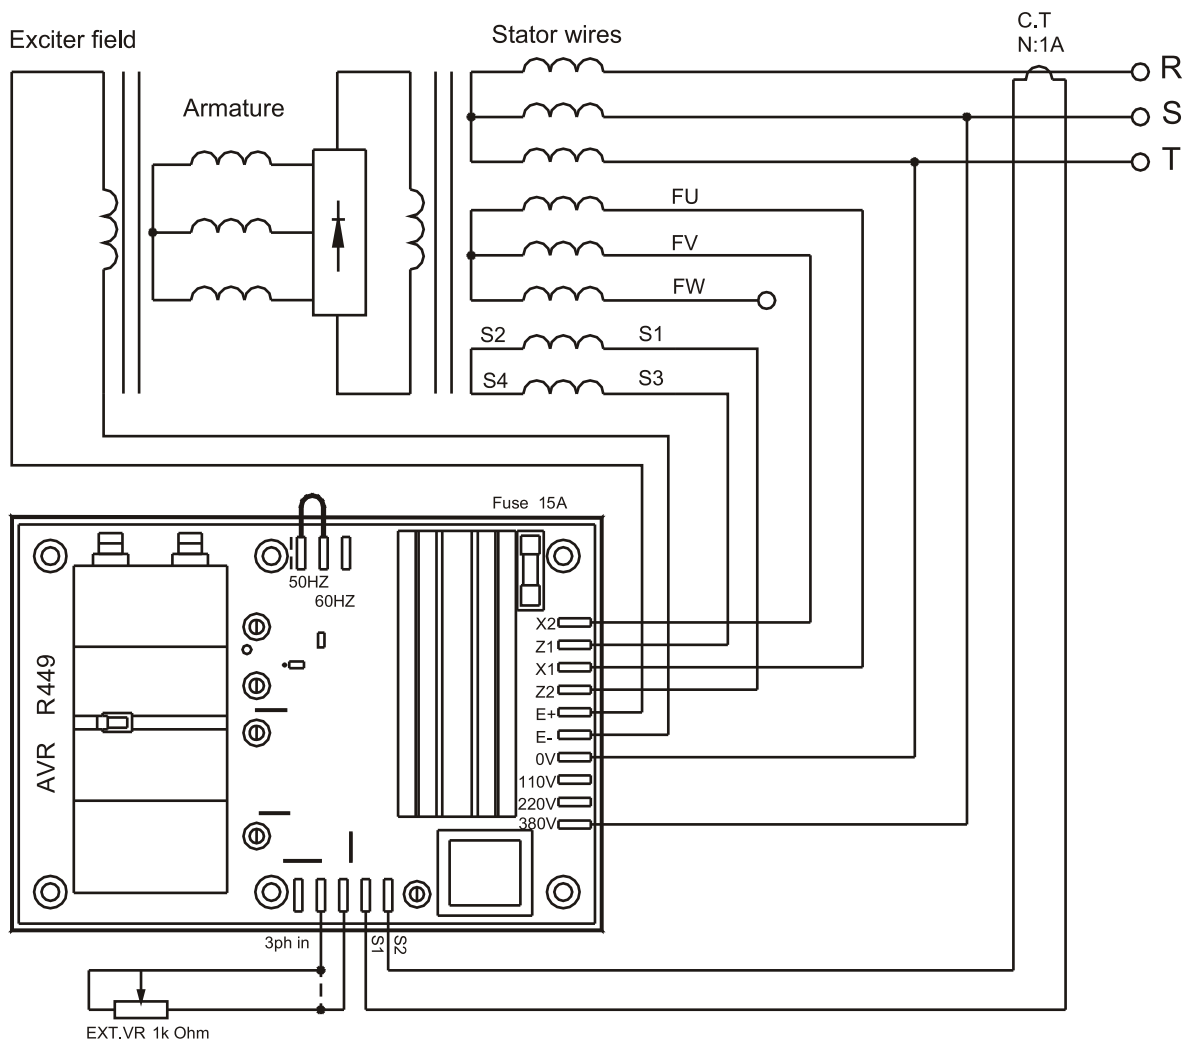 C.T
N:1A
Exciter field
Stator wires
R
S
T
Armature
FU
FV
FW
S2
S1
S4
S3
Fuse 15A
50HZ
60HZ
AVR R449
X2
Z1
X1
Z2
E+
E-
0V
110V
220V
380V
3ph in
S1
S2
EXT.VR 1k Ohm